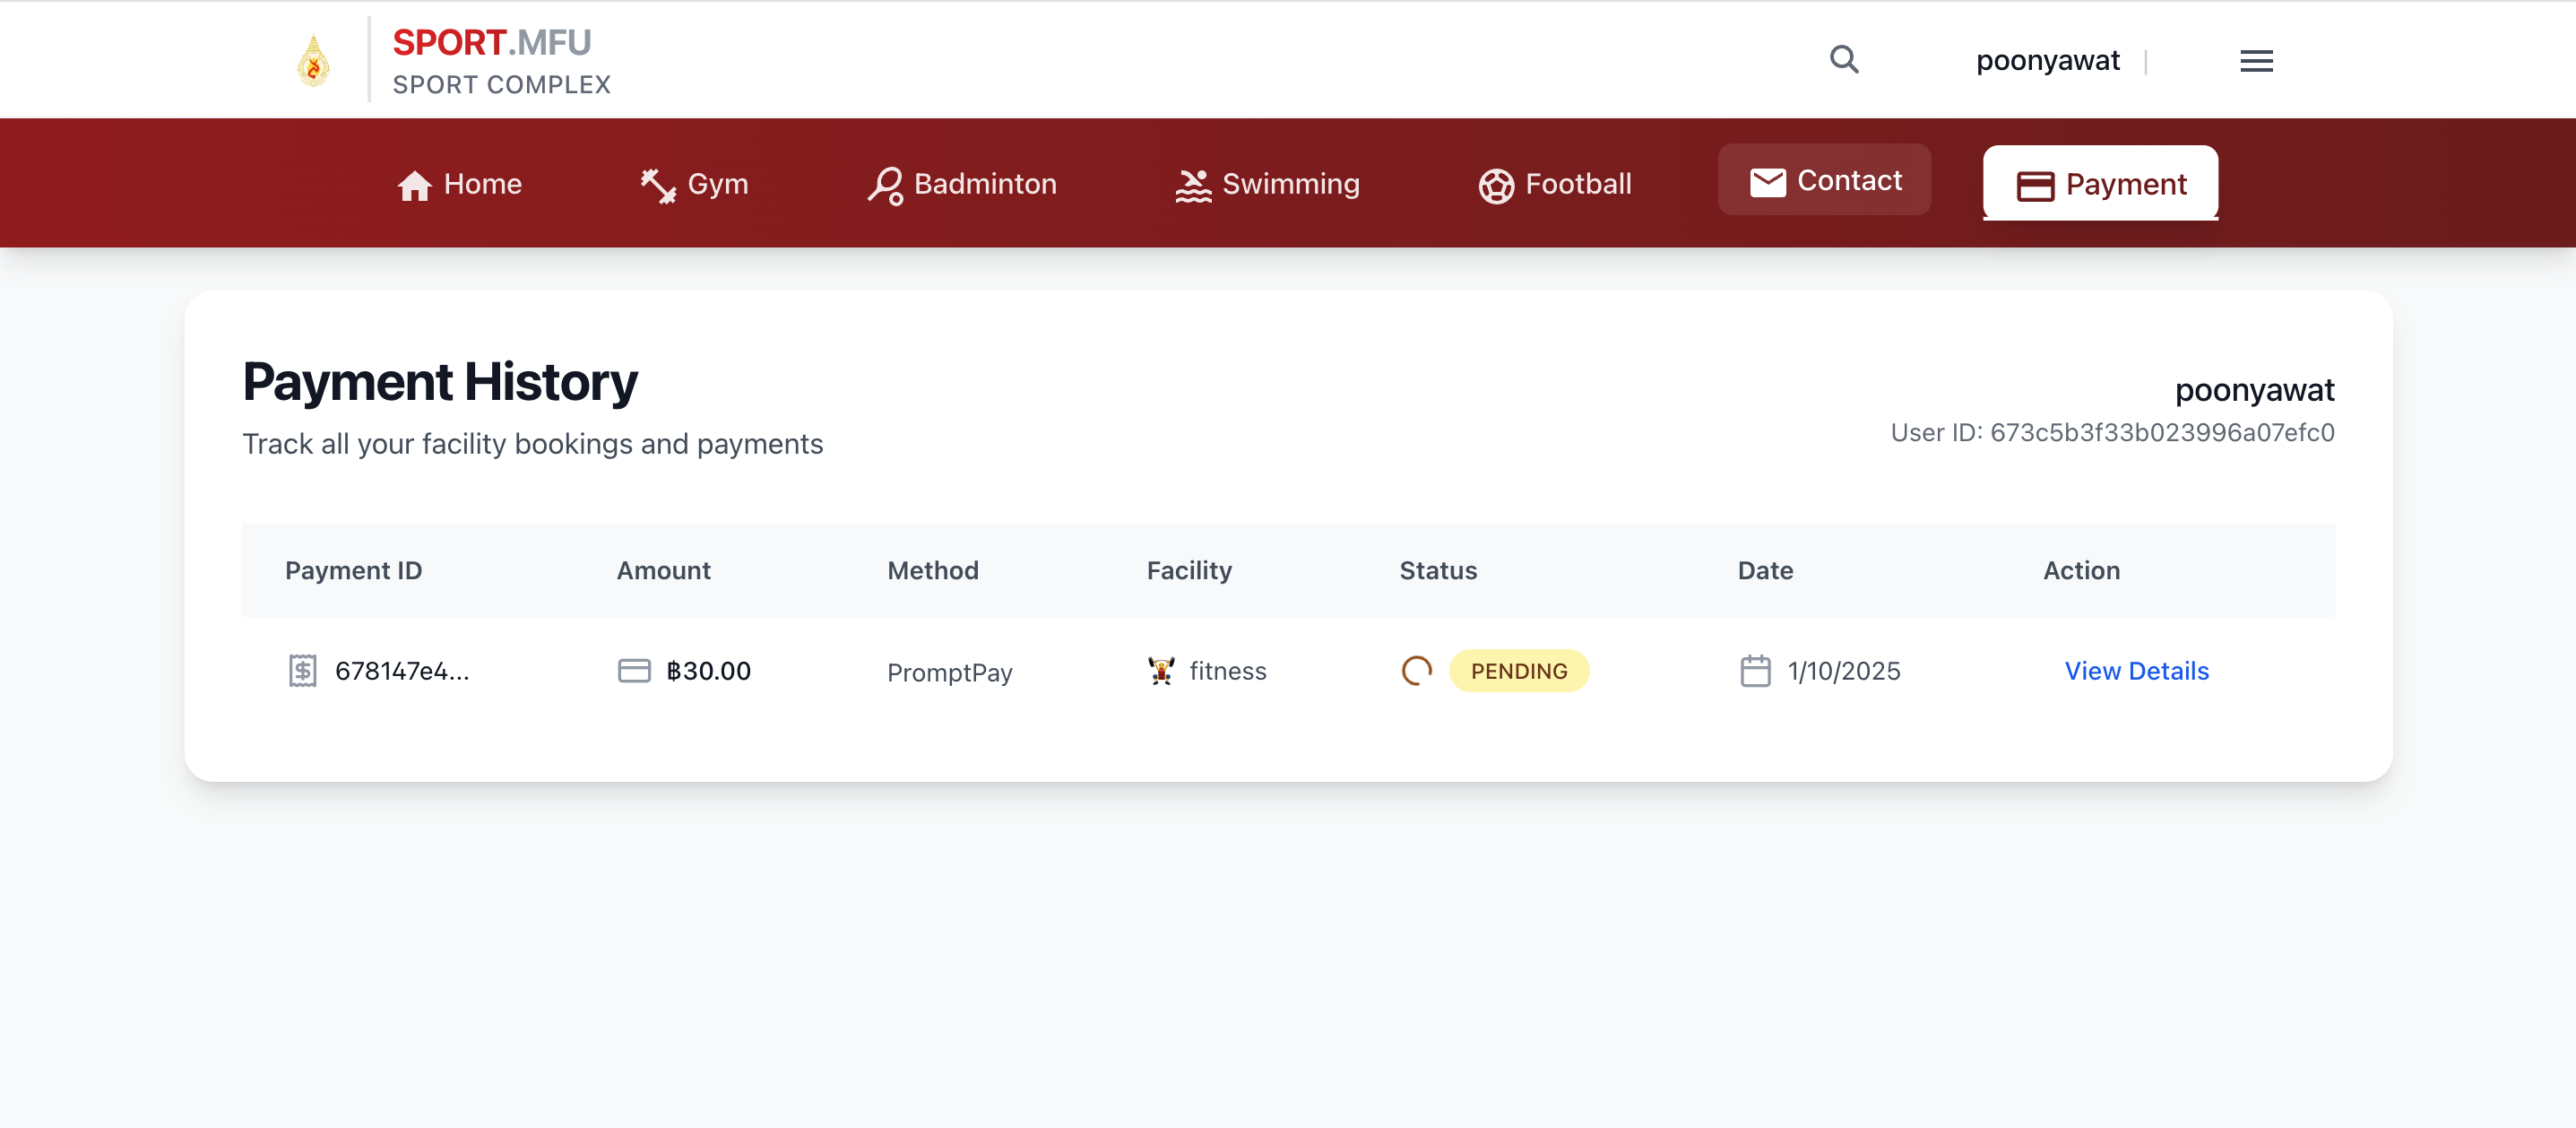 SPORT.MFU
SPORT COMPLEX
poonyawat
Home Gym Badminton Swimming Football Contact Payment
Payment History
Track all your facility bookings and payments
poonyawat
User ID: 673c5b3f33b023996a07efc0
Payment ID Amount Method Facility Status Date Action
678147e4... ฿30.00 PromptPay fitness PENDING 1/10/2025 View Details